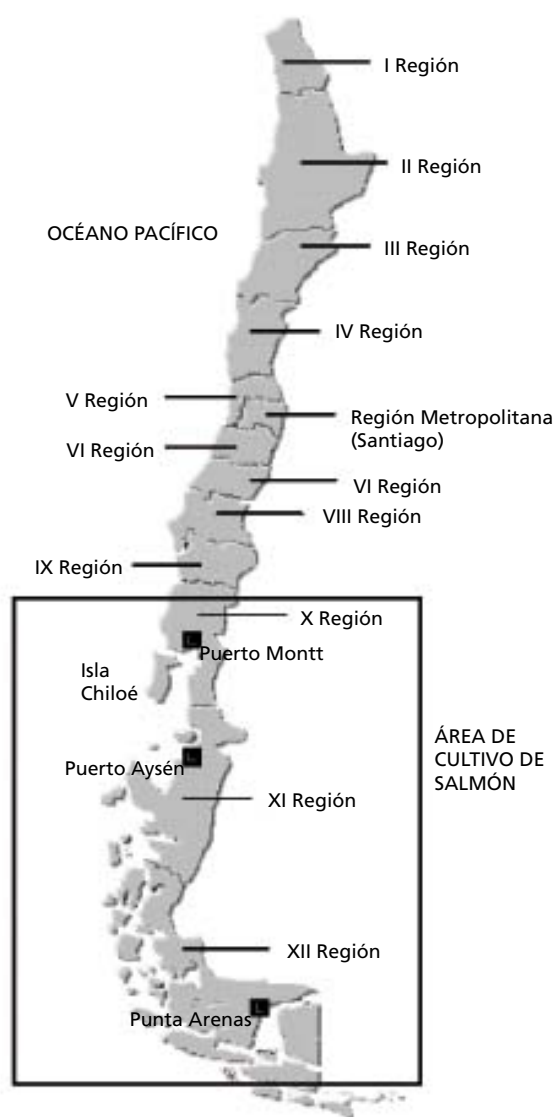 I Región
II Región
OCÉANO PACÍFICO
III Región
IV Región
V Región
Región Metropolitana
(Santiago)
VI Región
VI Región
VIII Región
IX Región
X Región
Puerto Montt
Isla
Chiloé
ÁREA DE
CULTIVO DE
SALMÓN
Puerto Aysén
XI Región
XII Región
Punta Arenas